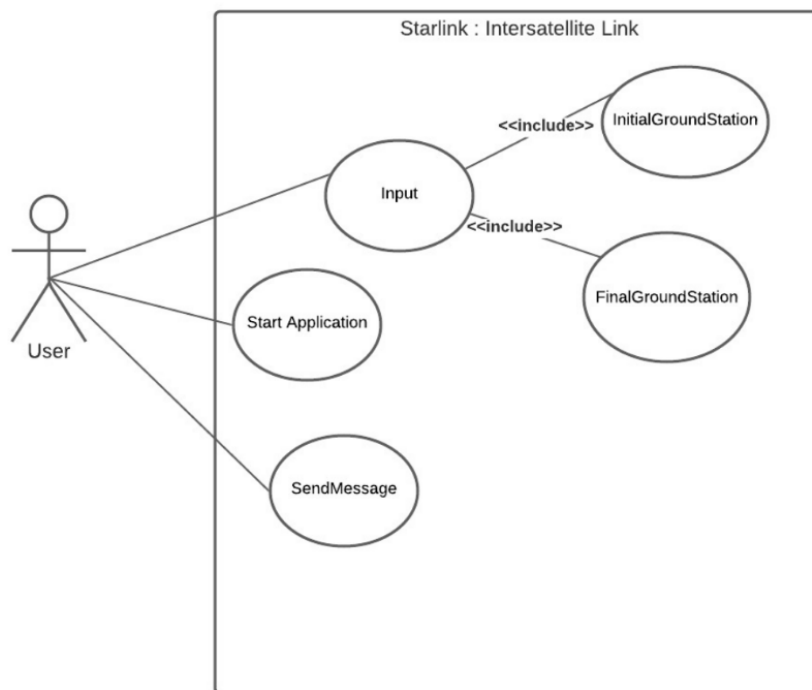 Starlink : Intersatellite Link
InitialGroundStation
<<include>>
Input
<<include>>
FinalGroundStation
Start Application
User
SendMessage